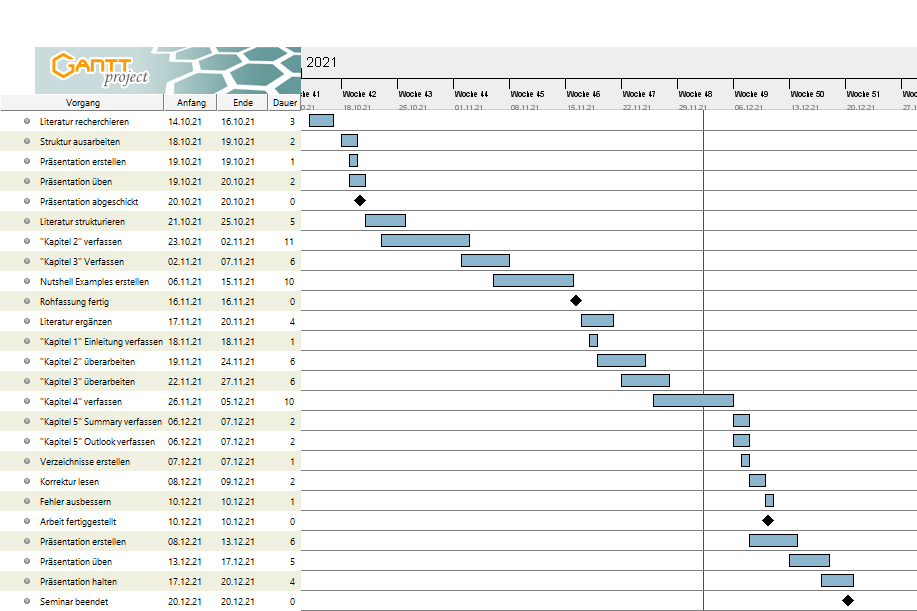 GANTT
project
2021
che 41 Woche 42 Woche 43 Woche 44 Woche 45 Woche 46 Woche 47 Woche 48 Woche 49 Woche 50 Woche 51 Woc
Vorgang Anfang Ende Dauer 0.21 18.10.21 25.10.21 01.11.21 08.11.21 15.11.21 22.11.21 29.11.21 06.12.21 13.12.21 20.12.21 27.1
Literatur recherchieren 14.10.21 16.10.21 3
Struktur ausarbeiten 18.10.21 19.10.21 2
Präsentation erstellen 19.10.21 19.10.21 1
Präsentation üben 19.10.21 20.10.21 2
Präsentation abgeschickt 20.10.21 20.10.21 0
Literatur strukturieren 21.10.21 25.10.21 5
"Kapitel 2" verfassen 23.10.21 02.11.21 11
"Kapitel 3" Verfassen 02.11.21 07.11.21 6
Nutshell Examples erstellen 06.11.21 15.11.21 10
Rohfassung fertig 16.11.21 16.11.21 0
Literatur ergänzen 17.11.21 20.11.21 4
"Kapitel 1" Einleitung verfassen 18.11.21 18.11.21 1
"Kapitel 2" überarbeiten 19.11.21 24.11.21 6
"Kapitel 3" überarbeiten 22.11.21 27.11.21 6
"Kapitel 4" verfassen 26.11.21 05.12.21 10
"Kapitel 5" Summary verfassen 06.12.21 07.12.21 2
"Kapitel 5" Outlook verfassen 06.12.21 07.12.21 2
Verzeichnisse erstellen 07.12.21 07.12.21 1
Korrektur lesen 08.12.21 09.12.21 2
Fehler ausbessern 10.12.21 10.12.21 1
Arbeit fertiggestellt 10.12.21 10.12.21 0
Präsentation erstellen 08.12.21 13.12.21 6
Präsentation üben 13.12.21 17.12.21 5
Präsentation halten 17.12.21 20.12.21 4
Seminar beendet 20.12.21 20.12.21 0